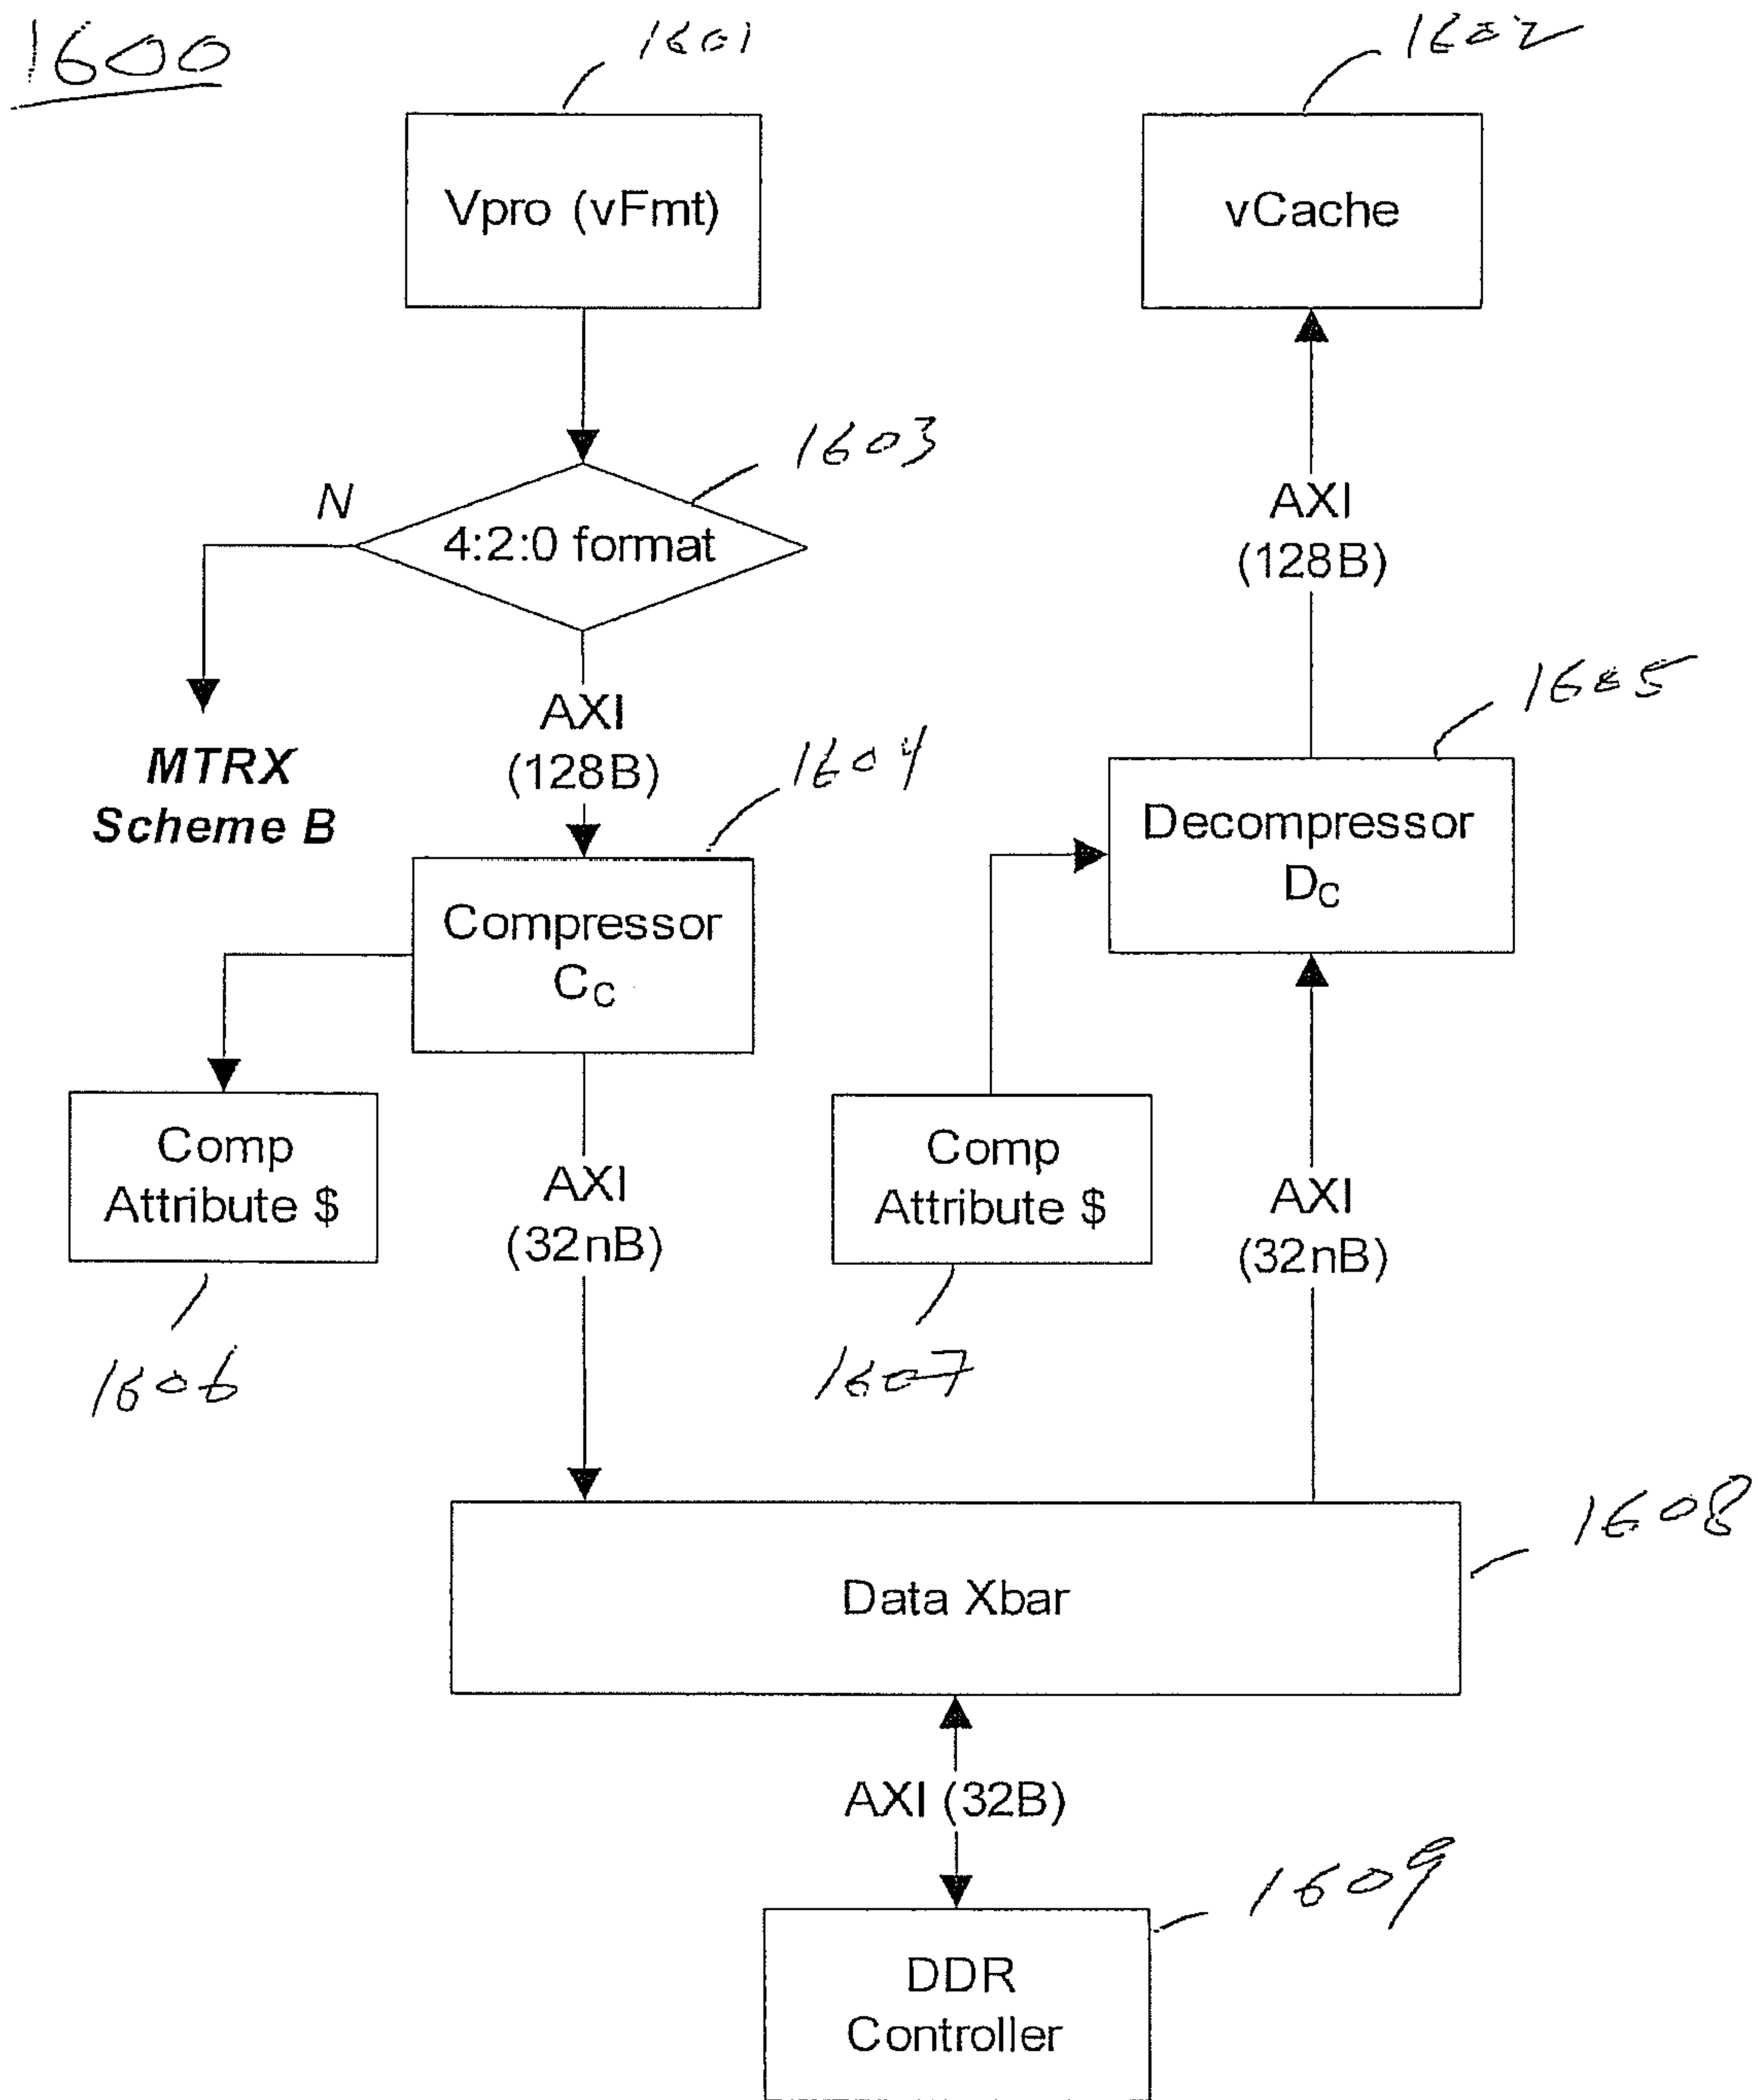 1600
1601
1602
Vpro (vFmt)
vCache
1603
N
4:2:0 format
AXI
(128B)
AXI
(128B)
1605
MTRX
Scheme B
1604
Decompressor
DC
Compressor
CC
Comp
Attribute $
AXI
(32nB)
Comp
Attribute $
AXI
(32nB)
1606
1607
1608
Data Xbar
AXI (32B)
1609
DDR
Controller